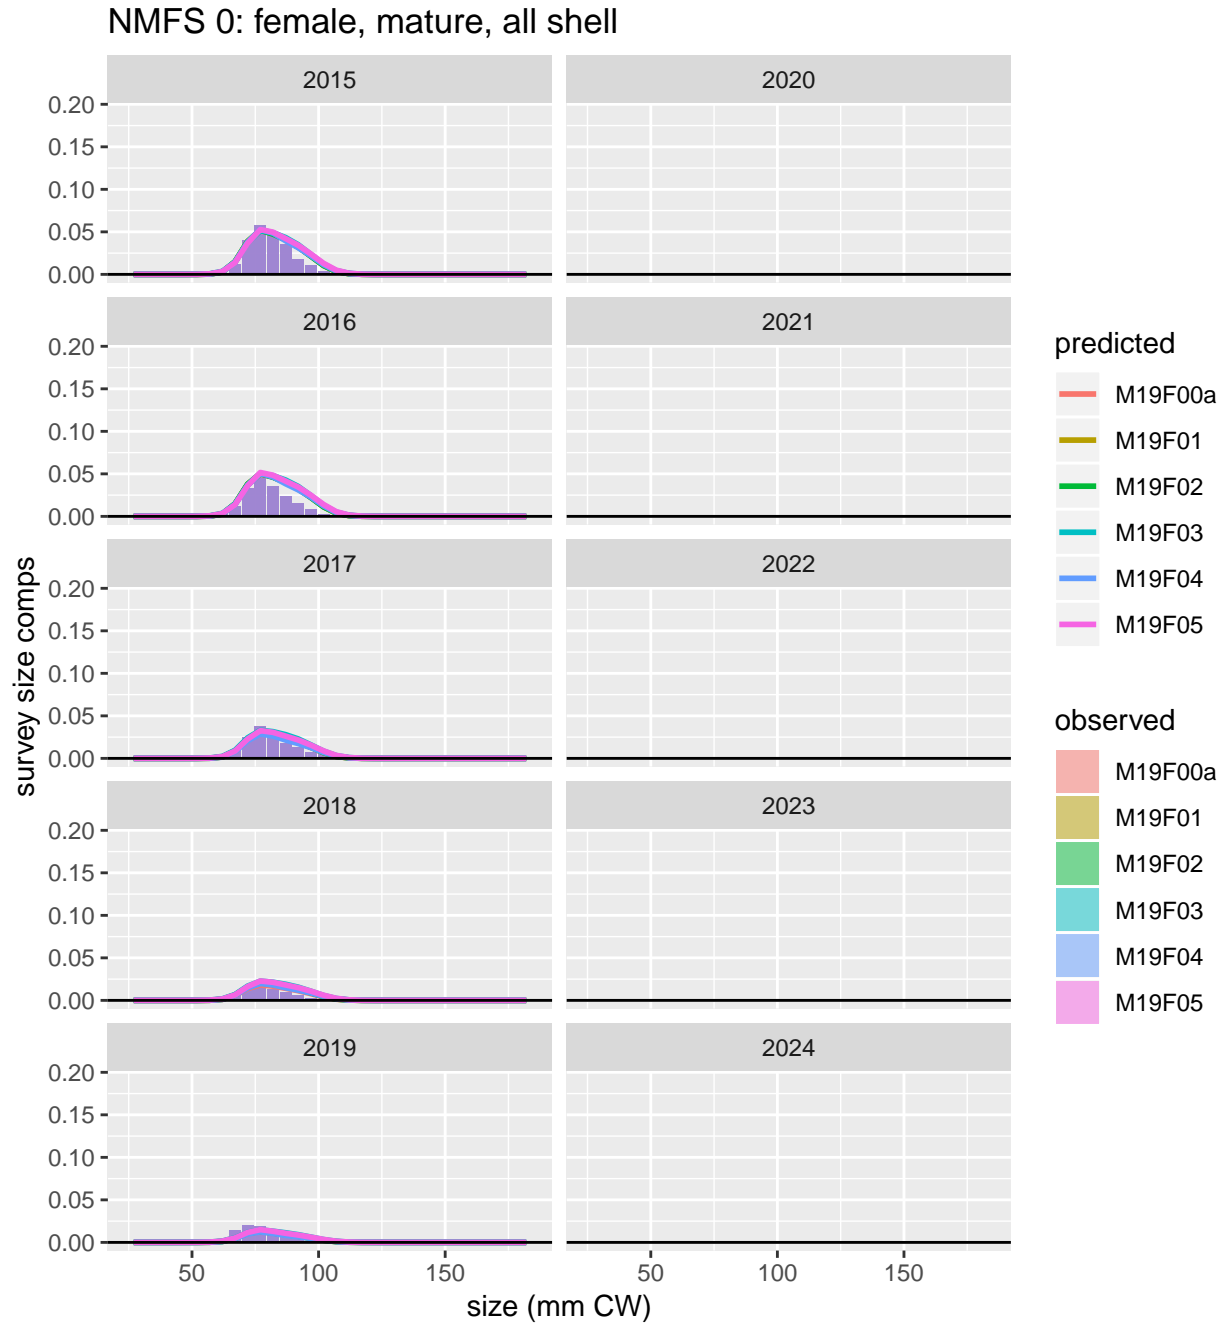 NMFS 0: female, mature, all shell
2015
2020
0.20
0.15
0.10
0.05
0.00
2016
2021
0.20
0.15
0.10
0.05
0.00
2017
2022
0.20
0.15
0.10
0.05
0.00
2018
2023
0.20
0.15
0.10
0.05
0.00
2019
2024
0.20
0.15
0.10
0.05
0.00
50
100
150
50
100
150
size (mm CW)
survey size comps
predicted
M19F00a
M19F01
M19F02
M19F03
M19F04
M19F05
observed
M19F00a
M19F01
M19F02
M19F03
M19F04
M19F05